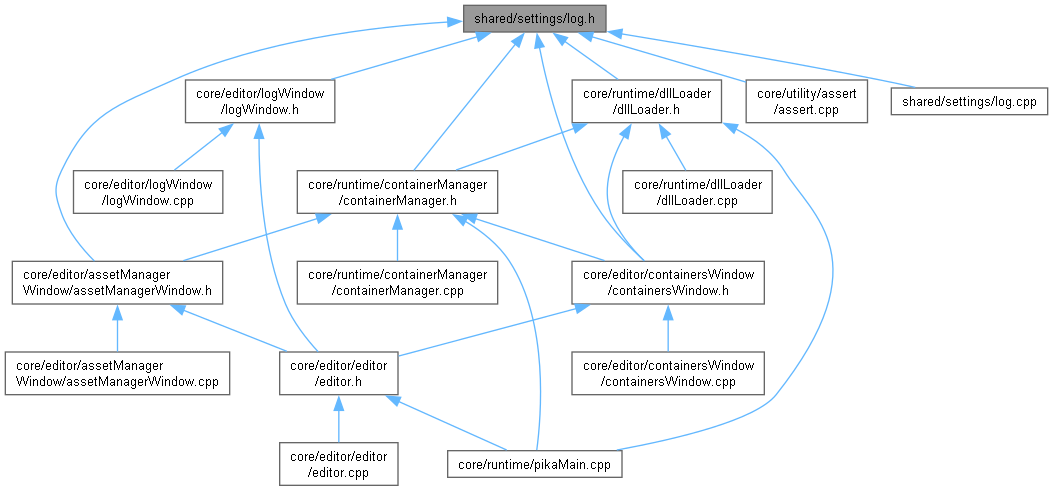 shared/settings/log.h
core/editor/logWindow
/logWindow.h
core/runtime/dllLoader
/dllLoader.h
core/utility/assert
/assert.cpp
shared/settings/log.cpp
core/editor/logWindow
/logWindow.cpp
core/runtime/containerManager
/containerManager.h
core/runtime/dllLoader
/dllLoader.cpp
core/editor/assetManager
Window/assetManagerWindow.h
core/runtime/containerManager
/containerManager.cpp
core/editor/containersWindow
/containersWindow.h
core/editor/assetManager
Window/assetManagerWindow.cpp
core/editor/editor
/editor.h
core/editor/containersWindow
/containersWindow.cpp
core/editor/editor
/editor.cpp
core/runtime/pikaMain.cpp